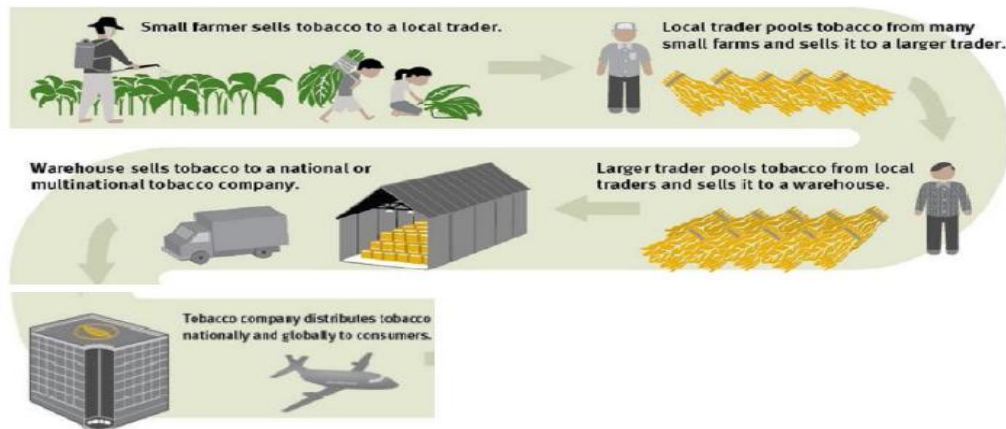 Small farmer sells tobacco to a local trader.
Local trader pools tobacco from many
small farms and sells it to a larger trader.
Warehouse sells tobacco to a national or
multinational tobacco company.
Larger trader pools tobacco from local
traders and sells it to a warehouse.
Tobacco company distributes tobacco
nationally and globally to consumers.